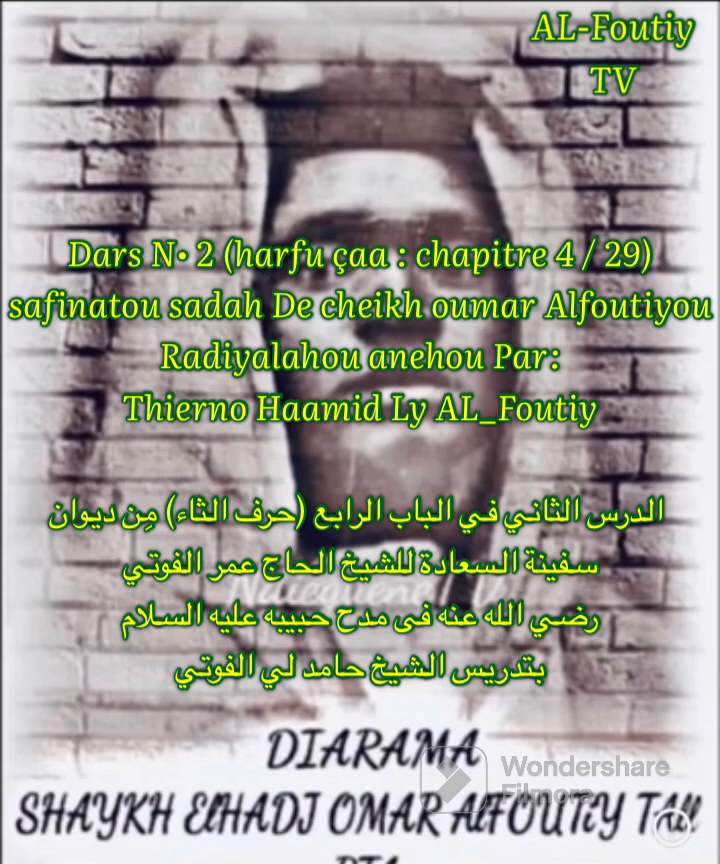 AL-Foutiy
TV
Dars N• 2 (harfu çaa : chapitre 4 / 29)
safinatou sadah De cheikh oumar Alfoutiyou
Radiyalahou anehou Par:
Thierno Haamid Ly AL_Foutiy
الدرس الثاني في الباب الرابع (حرف الثاء) مِن ديوان
سفينة السعادة للشيخ الحاج عمر الفوتي
رضي الله عنه فى مدح حبيبه عليه السلام
بتدريس الشيخ حامد لي الفوتي
DIARAMA
Wondershare
Filmora
SHAYKH ElHADJ OMAR AlFOUTiY TAll